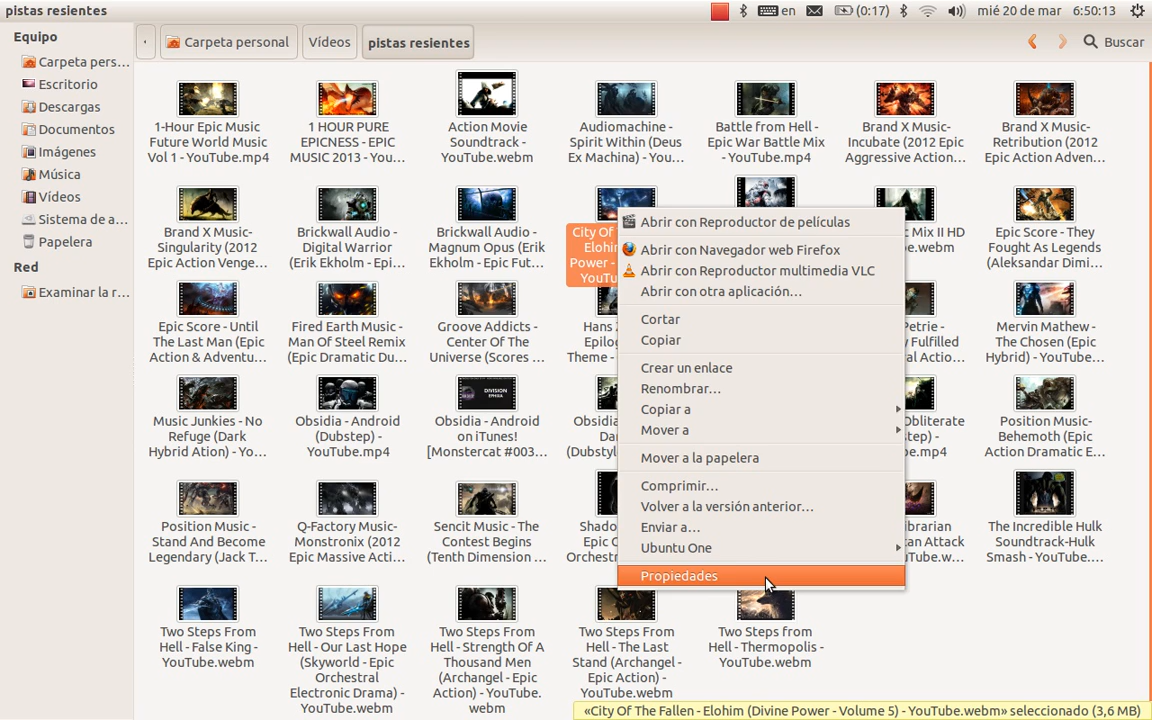 pistas resientes
en
(0:17)
mié 20 de mar
6:50:13
Equipo
Carpeta pers...
Escritorio
Descargas
Documentos
Imágenes
Música
Vídeos
Sistema de a...
Papelera
Red
Examinar la r...
Carpeta personal
Vídeos
pistas resientes
Buscar
1-Hour Epic Music
Future World Music
Vol 1 - YouTube.mp4
1 HOUR PURE
EPICNESS - EPIC
MUSIC 2013 - You...
Action Movie
Soundtrack -
YouTube.webm
Audiomachine -
Spirit Within (Deus
Ex Machina) - You...
Battle from Hell -
Epic War Battle Mix
- YouTube.mp4
Brand X Music-
Incubate (2012 Epic
Aggressive Action...
Brand X Music-
Retribution (2012
Epic Action Adven...
Brand X Music-
Singularity (2012
Epic Action Venge...
Brickwall Audio -
Digital Warrior
(Erik Ekholm - Epi...
Brickwall Audio -
Magnum Opus (Erik
Ekholm - Epic Fut...
City Of
Elohi
Power -
YouTu
Mix II HD
be.webm
Epic Score - They
Fought As Legends
(Aleksandar Dimi...
Epic Score - Until
The Last Man (Epic
Action & Adventu...
Fired Earth Music -
Man Of Steel Remix
(Epic Dramatic Du...
Groove Addicts -
Center Of The
Universe (Scores ...
Hans
Epilog
Theme -
Petrie -
Fulfilled
al Actio...
Mervin Mathew -
The Chosen (Epic
Hybrid) - YouTube...
Music Junkies - No
Refuge (Dark
Hybrid Ation) - Yo...
Obsidia - Android
(Dubstep) -
YouTube.mp4
Obsidia - Android
on iTunes!
[Monstercat #003...
Obsidia
Da
(Dubsty
Obliterate
step) -
e.mp4
Position Music-
Behemoth (Epic
Action Dramatic E...
Position Music -
Stand And Become
Legendary (Jack T...
Q-Factory Music-
Monstronix (2012
Epic Massive Acti...
Sencit Music - The
Contest Begins
(Tenth Dimension ...
Shado
Epic C
Orchestr
ibrarian
an Attack
ube.w...
The Incredible Hulk
Soundtrack-Hulk
Smash - YouTube....
Two Steps From
Hell - False King -
YouTube.webm
Two Steps From
Hell - Our Last Hope
(Skyworld - Epic
Orchestral
Electronic Drama) -
YouTube.webm
Two Steps From
Hell - Strength Of A
Thousand Men
(Archangel - Epic
Action) - YouTube.
webm
Two Steps From
Hell - The Last
Stand (Archangel -
Epic Action) -
YouTube.webm
Two Steps from
Hell - Thermopolis -
YouTube.webm
Abrir con Reproductor de películas
Abrir con Navegador web Firefox
Abrir con Reproductor multimedia VLC
Abrir con otra aplicación...
Cortar
Copiar
Crear un enlace
Renombrar...
Copiar a
Mover a
Mover a la papelera
Comprimir...
Volver a la versión anterior...
Enviar a...
Ubuntu One
Propiedades
«City Of The Fallen - Elohim (Divine Power - Volume 5) - YouTube.webm» seleccionado (3,6 MB)